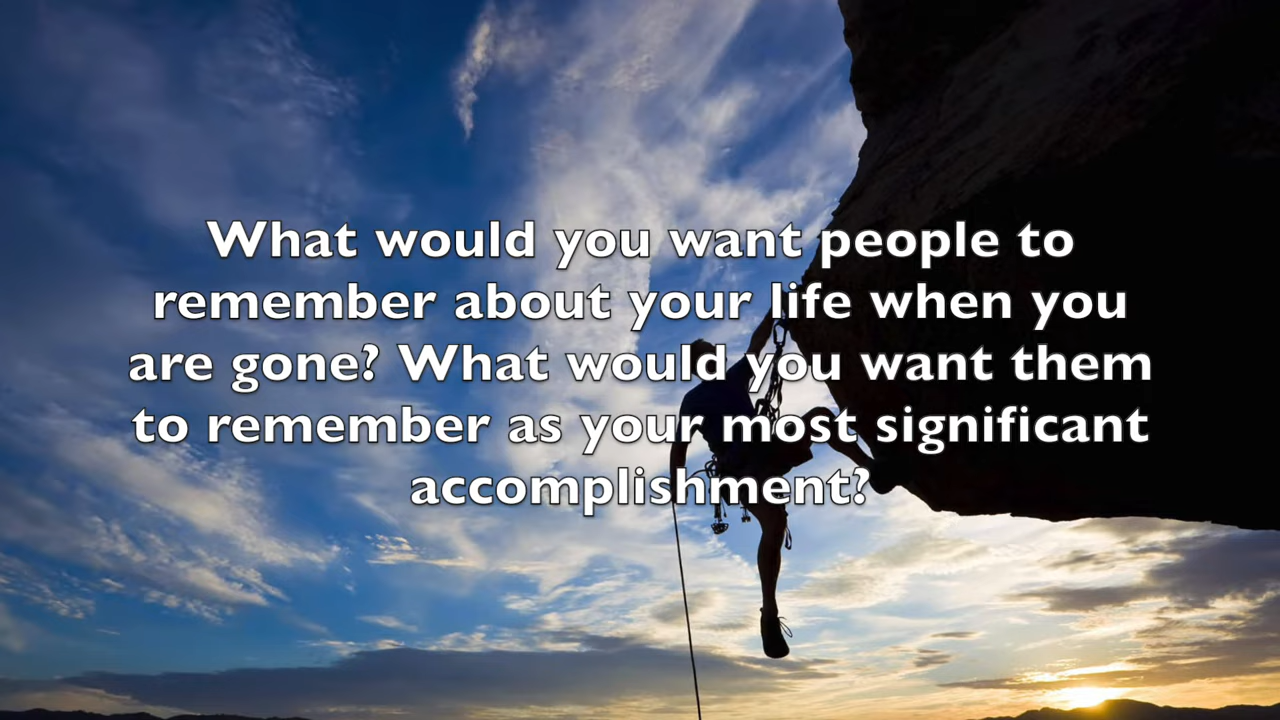 What would you want people to
remember about your life when you
are gone? What would you want them
to remember as your most significant
accomplishment?